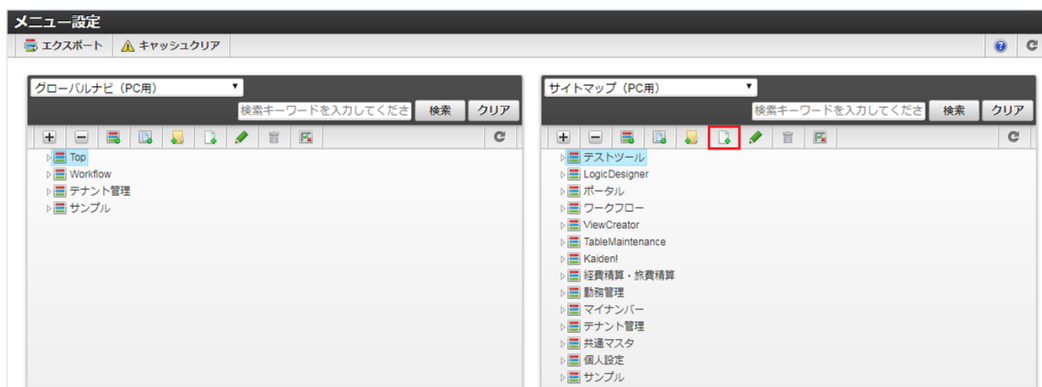 メニュー設定
エクスポート キャッシュクリア
グローバルナビ（PC用）
検索キーワードを入力してくださ 検索 クリア
Top
Workflow
テナント管理
サンプル
サイトマップ（PC用）
検索キーワードを入力してくださ 検索 クリア
テストツール
LogicDesigner
ポータル
ワークフロー
ViewCreator
TableMaintenance
Kaiden!
経費精算・旅費精算
勤務管理
マイナンバー
テナント管理
共通マスタ
個人設定
サンプル